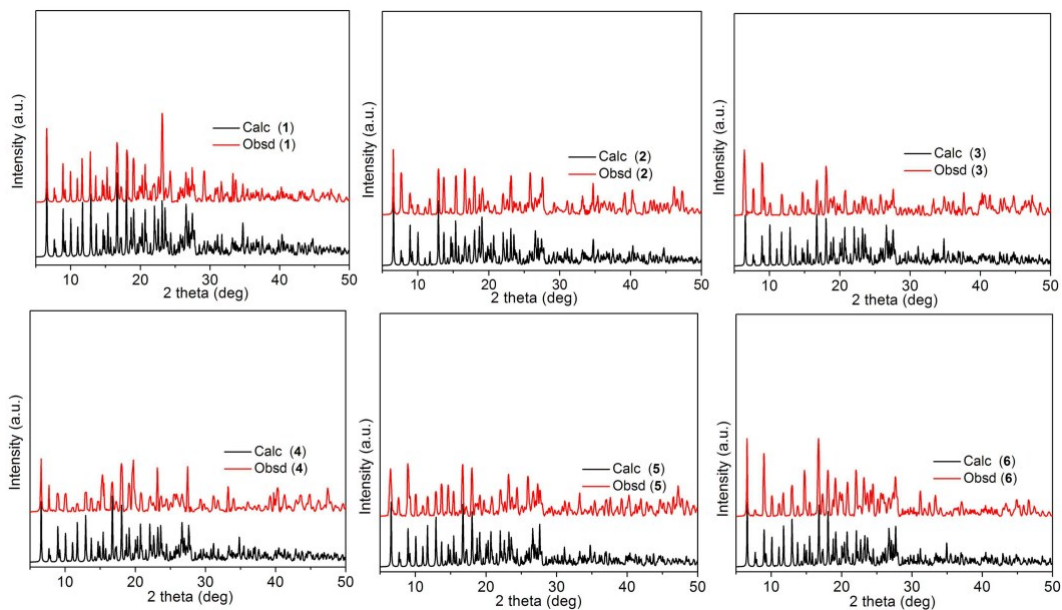 Intensity (a.u.)
Calc (1)
Obsd (1)
10 20 30 40 50
2 theta (deg)
Intensity (a.u.)
Calc (2)
Obsd (2)
10 20 30 40 50
2 theta (deg)
Intensity (a.u.)
Calc (3)
Obsd (3)
10 20 30 40 50
2 theta (deg)
Intensity (a.u.)
Calc (4)
Obsd (4)
10 20 30 40 50
2 theta (deg)
Intensity (a.u.)
Calc (5)
Obsd (5)
10 20 30 40 50
2 theta (deg)
Intensity (a.u.)
Calc (6)
Obsd (6)
10 20 30 40 50
2 theta (deg)